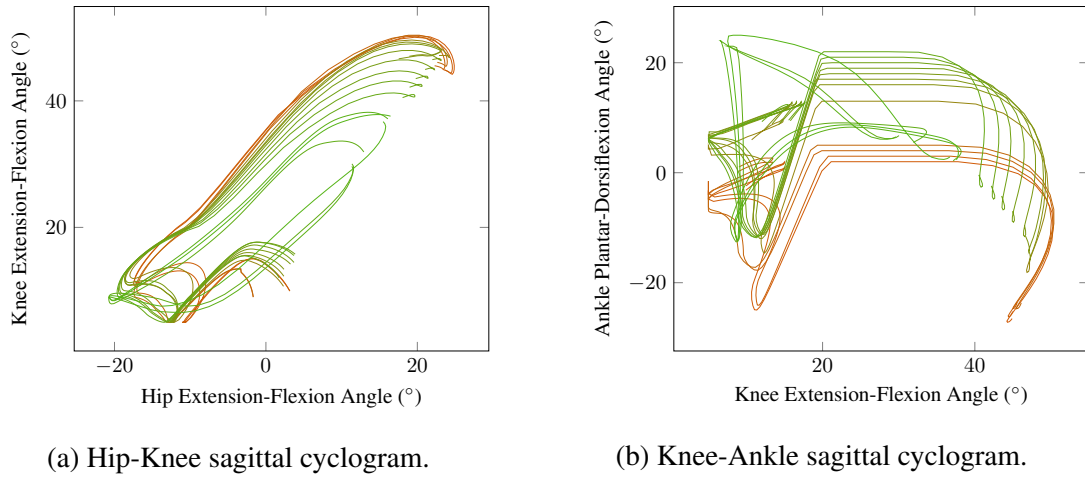 40
20
−20
0
20
Knee Extension-Flexion Angle (°)
Hip Extension-Flexion Angle (°)
(a) Hip-Knee sagittal cyclogram.
20
0
−20
20
40
Ankle Plantar-Dorsiflexion Angle (°)
Knee Extension-Flexion Angle (°)
(b) Knee-Ankle sagittal cyclogram.